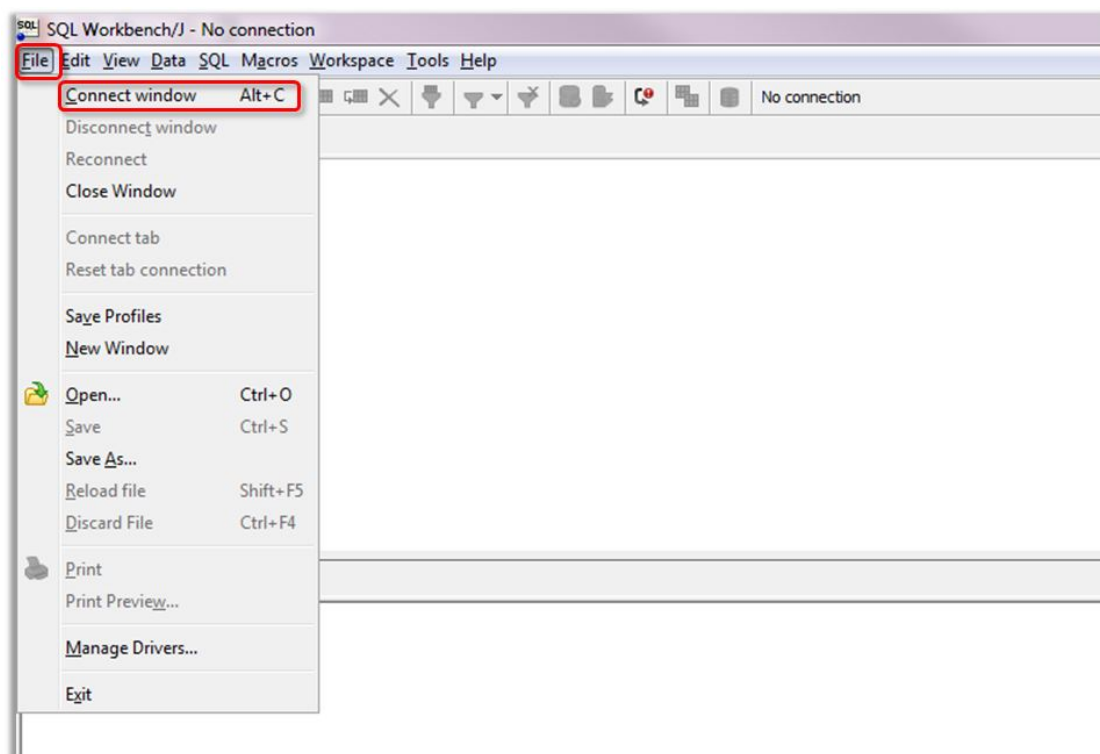 SQL SQL Workbench/J - No connection
File Edit View Data SQL Macros Workspace Tools Help
Connect window Alt+C
No connection
Disconnect window
Reconnect
Close Window
Connect tab
Reset tab connection
Save Profiles
New Window
Open... Ctrl+O
Save Ctrl+S
Save As...
Reload file Shift+F5
Discard File Ctrl+F4
Print
Print Preview...
Manage Drivers...
Exit